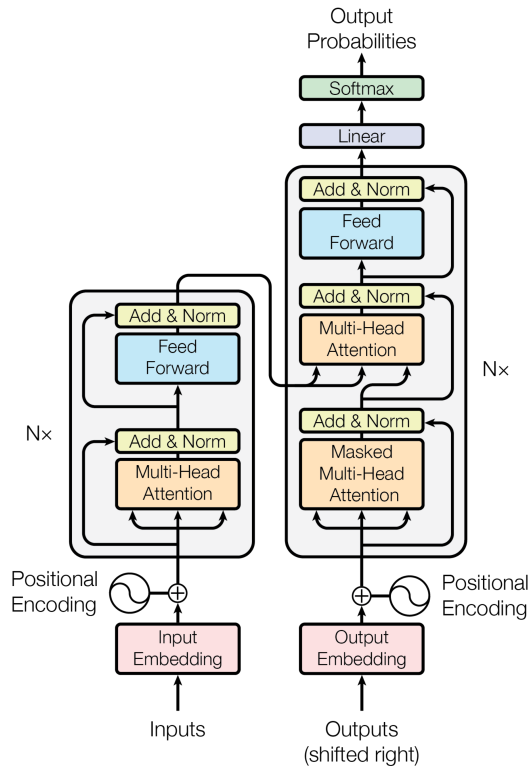 Output
Probabilities
Softmax
Linear
Add & Norm
Feed
Forward
Add & Norm
Multi-Head
Attention
Add & Norm
Masked
Multi-Head
Attention
N×
Positional
Encoding
Output
Embedding
Outputs
(shifted right)
Add & Norm
Feed
Forward
Add & Norm
Multi-Head
Attention
N×
Positional
Encoding
Input
Embedding
Inputs